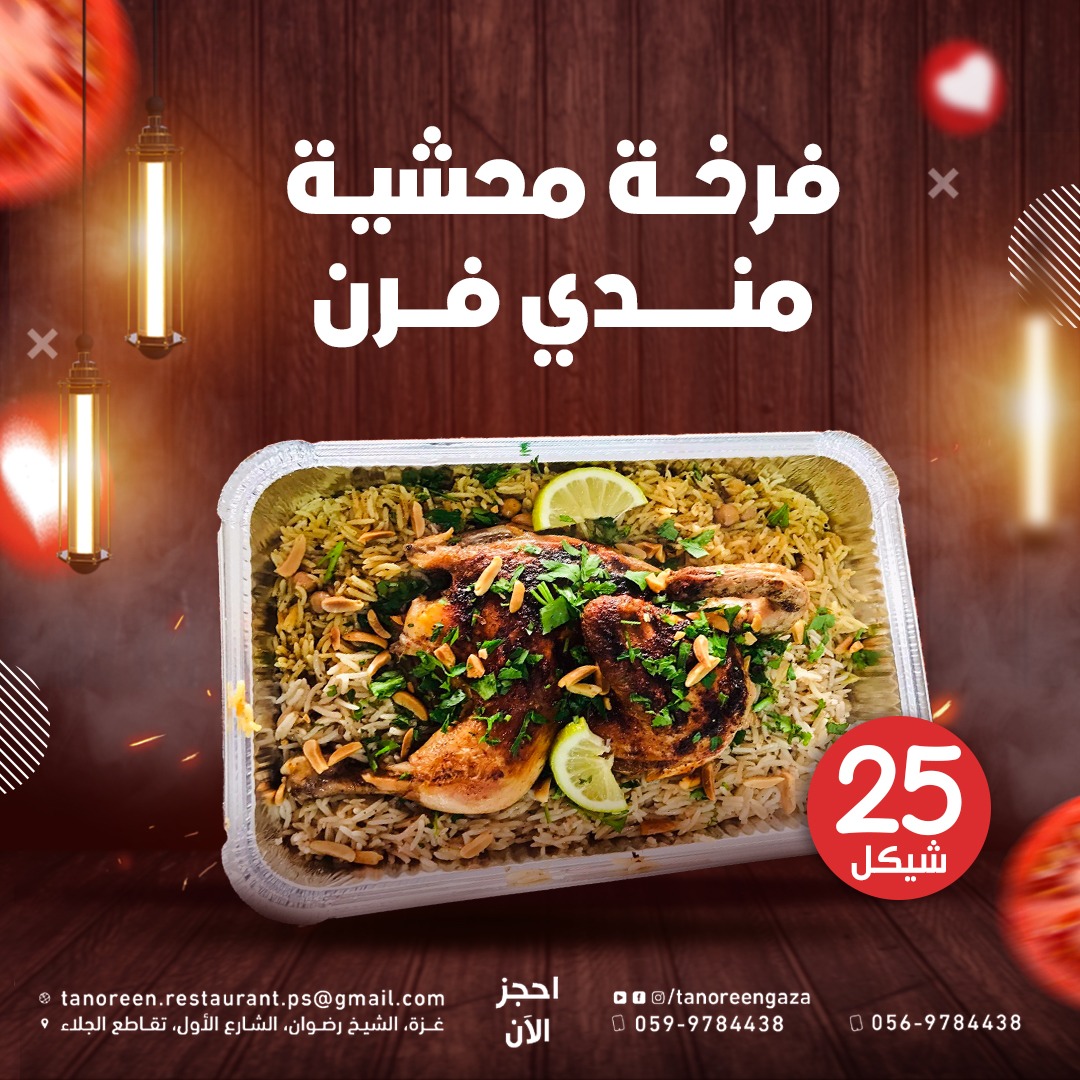 فرخة محشية
مندي فرن
25
شيكل
tanoreen.restaurant.ps@gmail.com
غزة، الشيخ رضوان، الشارع الأول، تقاطع الجلاء
احجز
الآن
/tanoreengaza
059-9784438
056-9784438